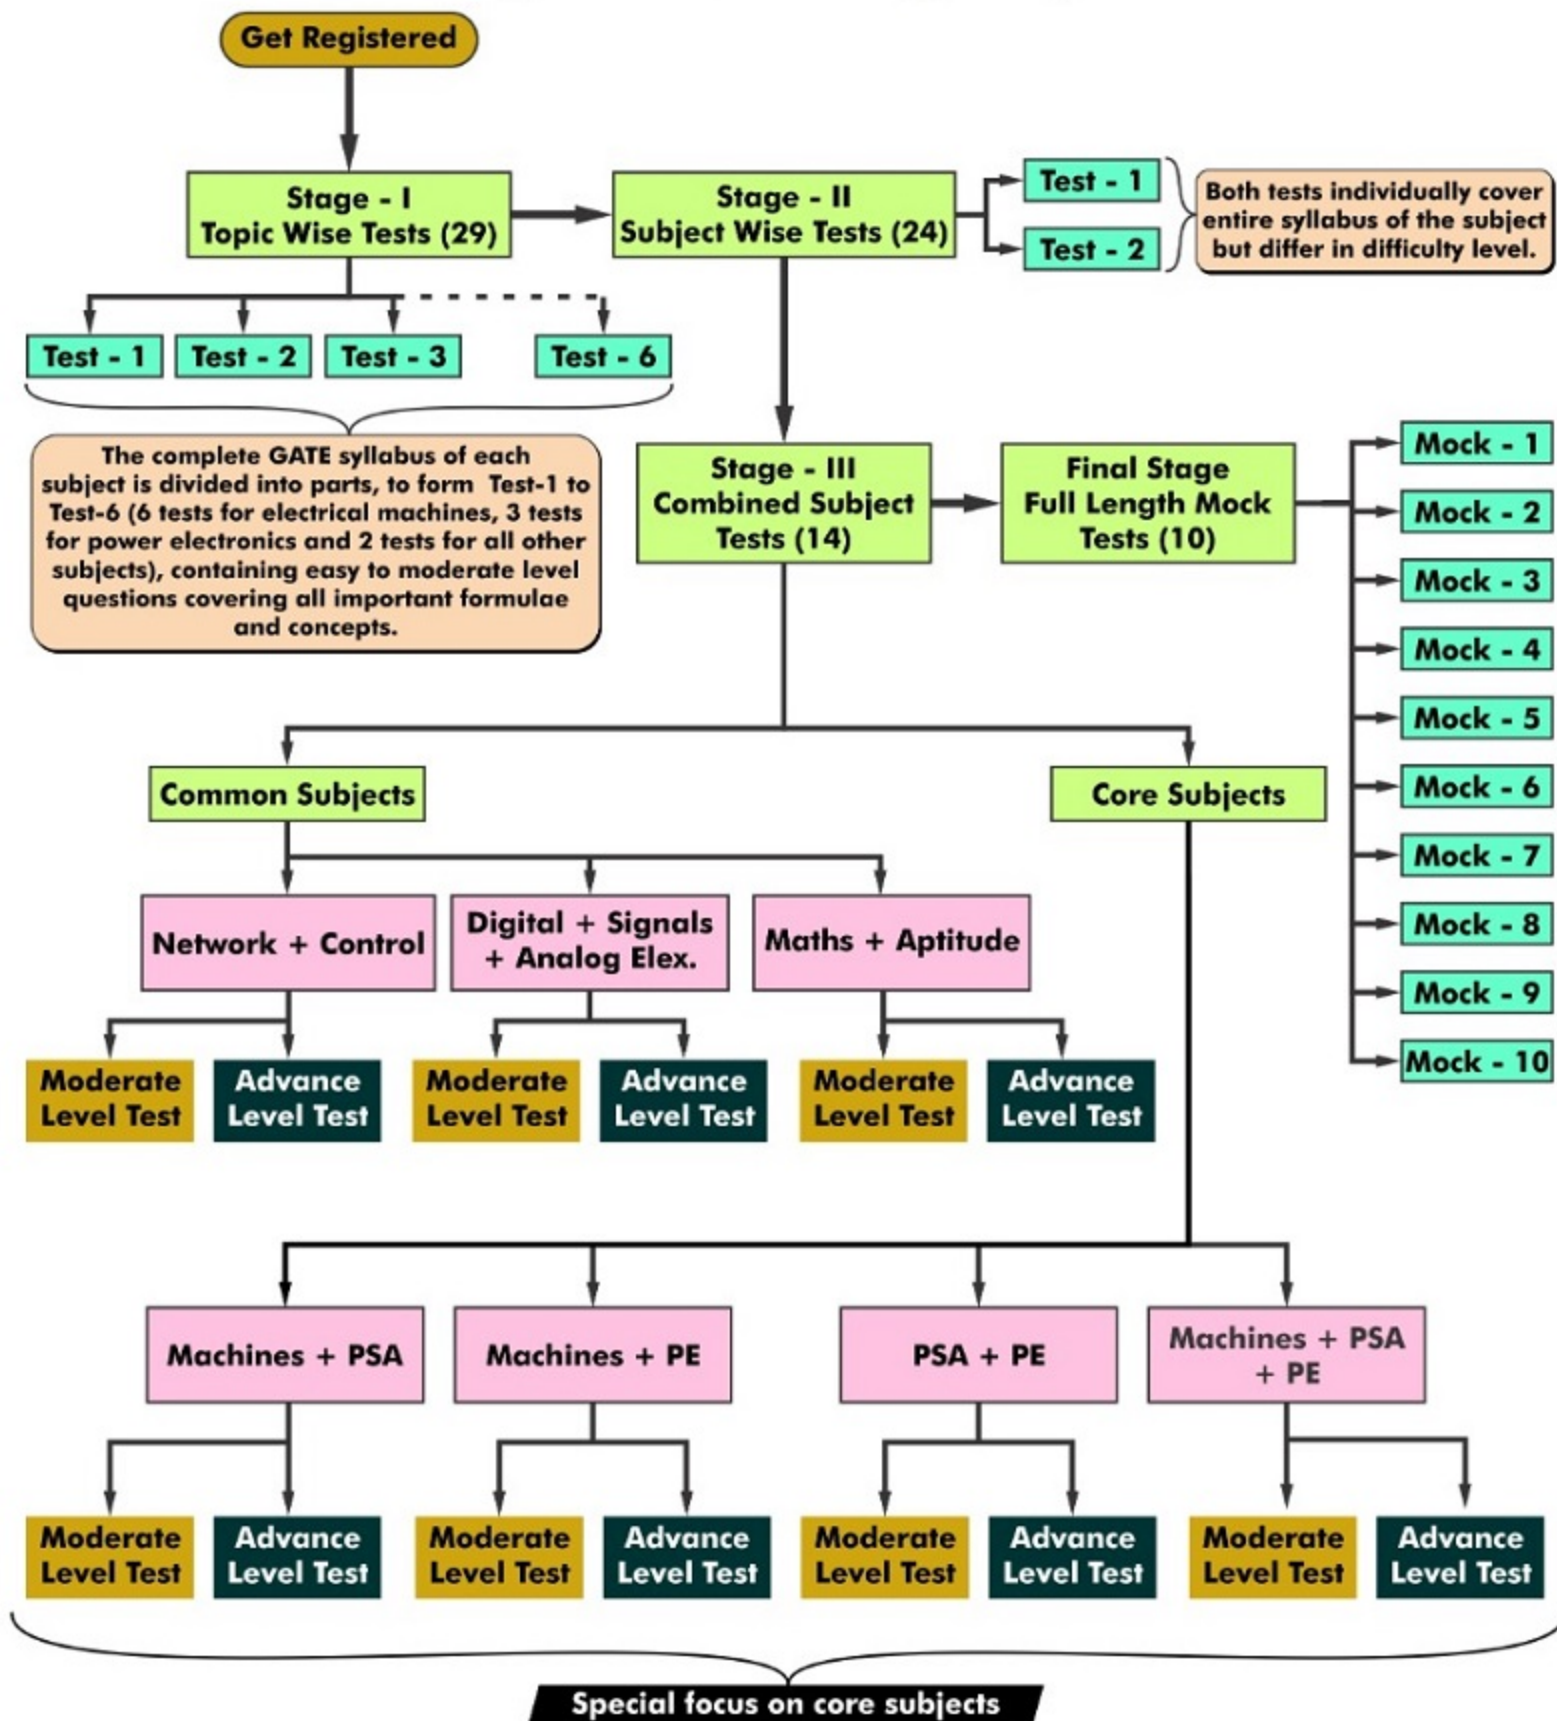 Get Registered
Stage - I
Topic Wise Tests (29)
Stage - II
Subject Wise Tests (24)
Test - 1
Test - 2
Both tests individually cover
entire syllabus of the subject
but differ in difficulty level.
Test - 1
Test - 2
Test - 3
Test - 6
The complete GATE syllabus of each
subject is divided into parts, to form Test-1 to
Test-6 (6 tests for electrical machines, 3 tests
for power electronics and 2 tests for all other
subjects), containing easy to moderate level
questions covering all important formulae
and concepts.
Stage - III
Combined Subject
Tests (14)
Final Stage
Full Length Mock
Tests (10)
Mock - 1
Mock - 2
Mock - 3
Mock - 4
Mock - 5
Mock - 6
Mock - 7
Mock - 8
Mock - 9
Mock - 10
Common Subjects
Core Subjects
Network + Control
Digital + Signals
+ Analog Elex.
Maths + Aptitude
Moderate
Level Test
Advance
Level Test
Moderate
Level Test
Advance
Level Test
Moderate
Level Test
Advance
Level Test
Machines + PSA
Machines + PE
PSA + PE
Machines + PSA
+ PE
Moderate
Level Test
Advance
Level Test
Moderate
Level Test
Advance
Level Test
Moderate
Level Test
Advance
Level Test
Moderate
Level Test
Advance
Level Test
Special focus on core subjects